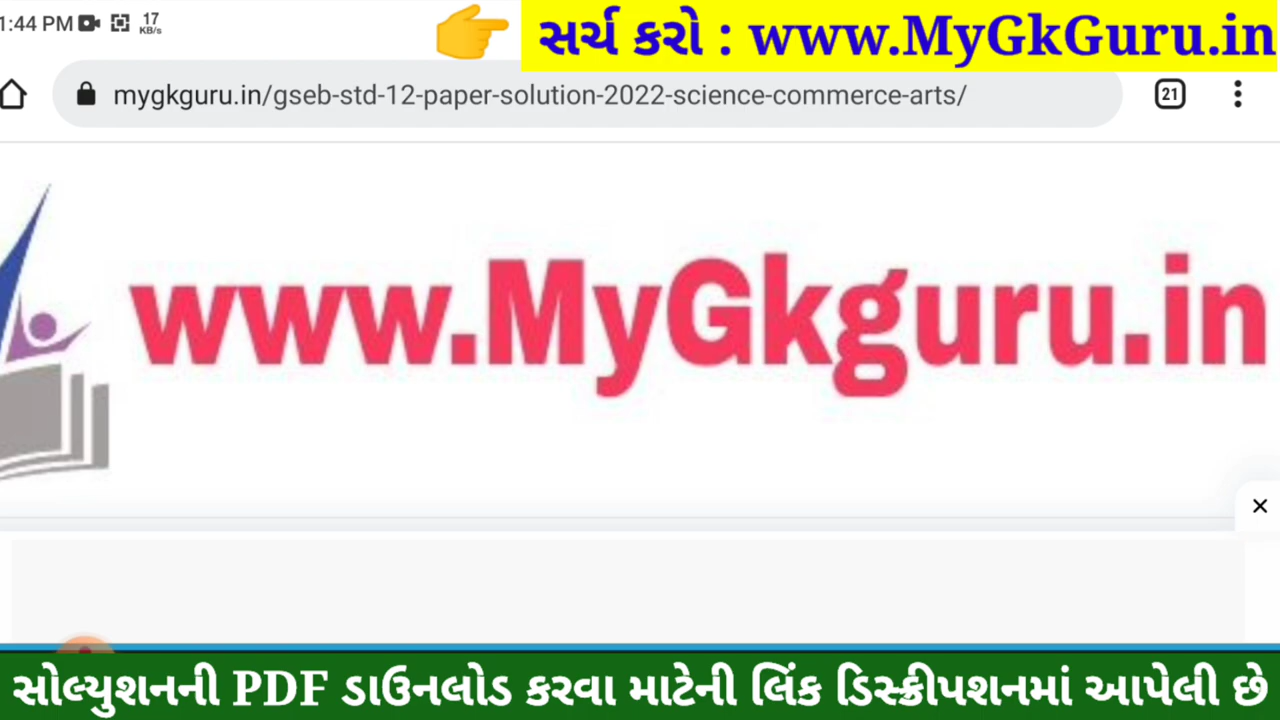 1:44 PM 17 KB/s
સર્ચ કરો : www.MyGkGuru.in
mygkguru.in/gseb-std-12-paper-solution-2022-science-commerce-arts/
21
www.MyGkguru.in
સોલ્યુશનની PDF ડાઉનલોડ કરવા માટેની લિંક ડિસ્ક્રીપશનમાં આપેલી છે